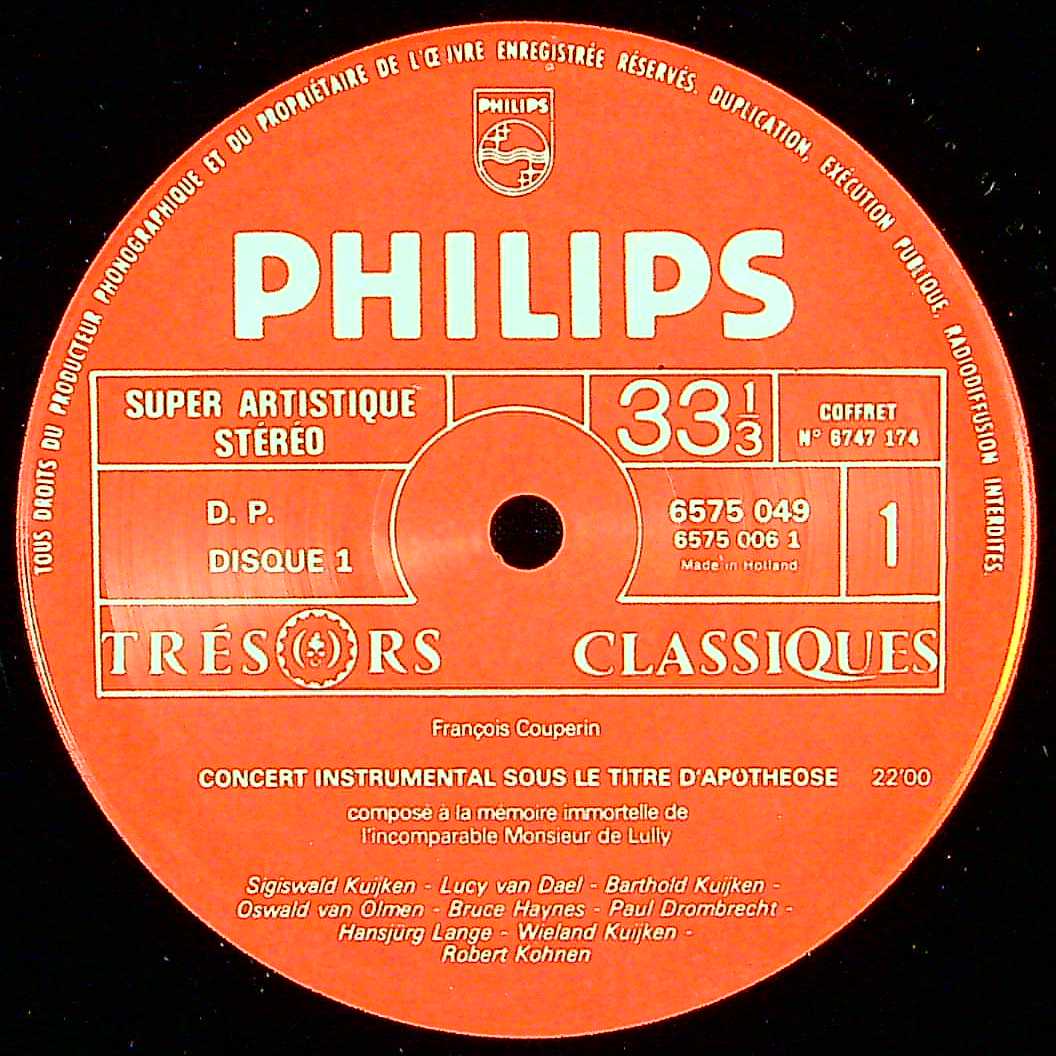 TOUS DROITS DU PRODUCTEUR PHONOGRAPHIQUE ET DU PROPRIÉTAIRE DE L'ŒUVRE ENREGISTRÉE RÉSERVÉS. DUPLICATION, EXÉCUTION PUBLIQUE, RADIODIFFUSION INTERDITES.
PHILIPS
PHILIPS
SUPER ARTISTIQUE
STÉRÉO
33 1/3
COFFRET
N° 6747 174
D. P.
DISQUE 1
6575 049
6575 006 1
Made in Holland
1
TRÉSORS CLASSIQUES
François Couperin
CONCERT INSTRUMENTAL SOUS LE TITRE D'APOTHEOSE 22'00
composé à la mémoire immortelle de
l'incomparable Monsieur de Lully
Sigiswald Kuijken - Lucy van Dael - Barthold Kuijken -
Oswald van Olmen - Bruce Haynes - Paul Drombrecht -
Hansjürg Lange - Wieland Kuijken -
Robert Kohnen